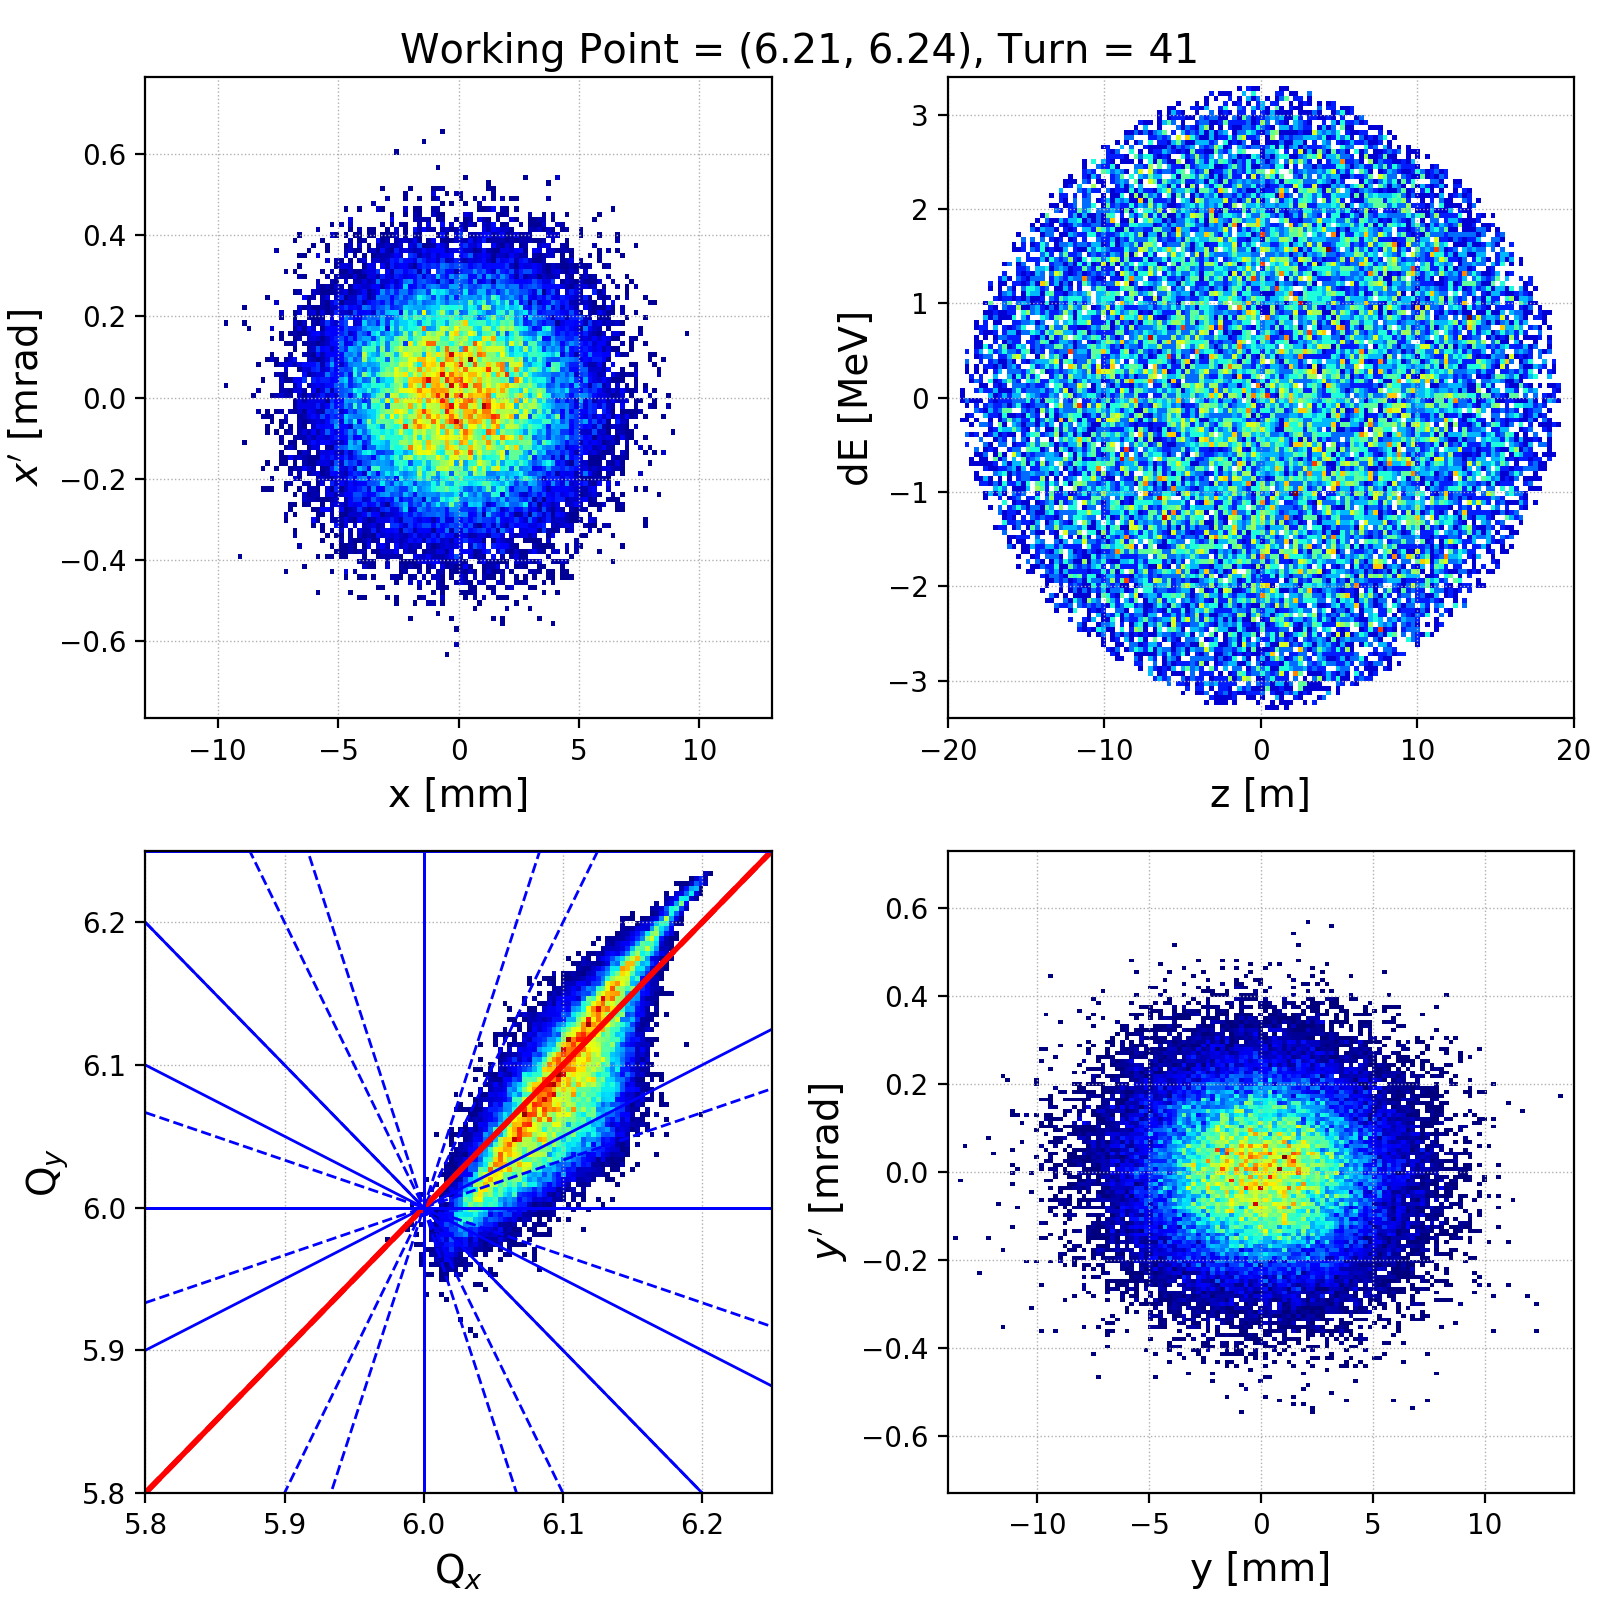 Working Point = (6.21, 6.24), Turn = 41
0.6
0.4
0.2
0.0
−0.2
−0.4
−0.6
x′ [mrad]
−10 −5 0 5 10
x [mm]
3
2
1
0
−1
−2
−3
dE [MeV]
−20 −10 0 10 20
z [m]
6.2
6.1
6.0
5.9
5.8
Qy
5.8 5.9 6.0 6.1 6.2
Qx
0.6
0.4
0.2
0.0
−0.2
−0.4
−0.6
y′ [mrad]
−10 −5 0 5 10
y [mm]